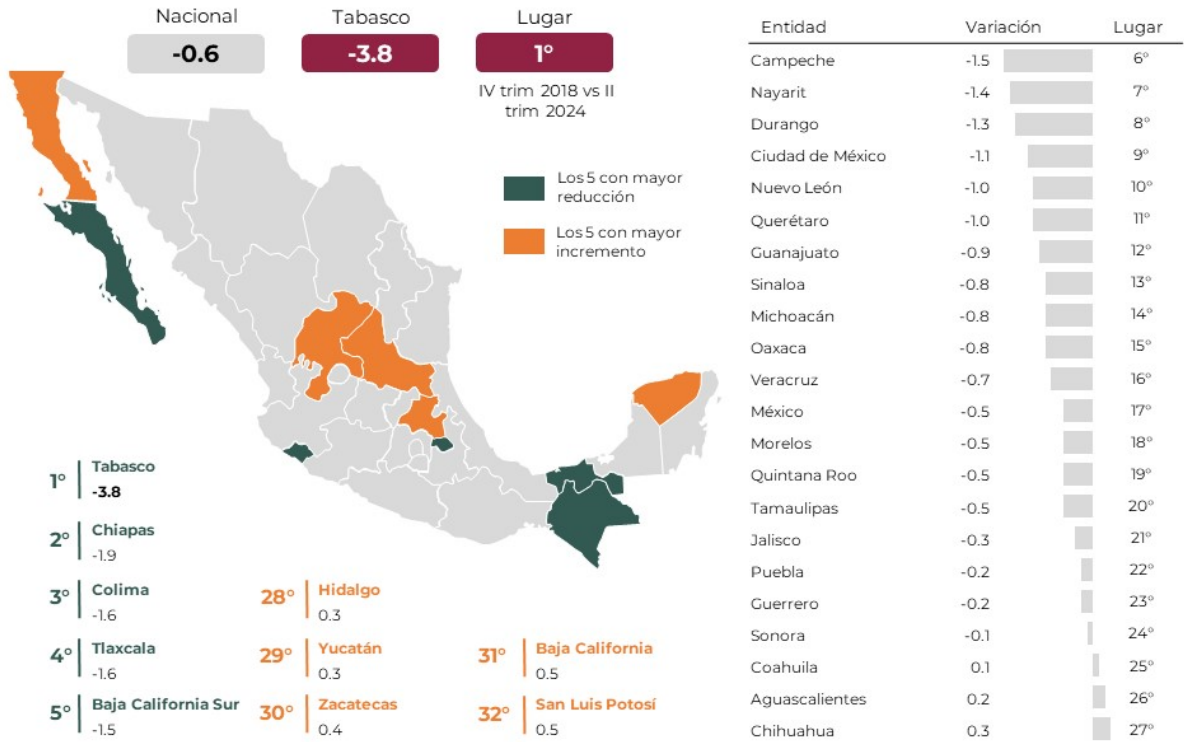 Nacional
-0.6
Tabasco
-3.8
Lugar
1°
IV trim 2018 vs II
trim 2024
Los 5 con mayor
reducción
Los 5 con mayor
incremento
1° Tabasco
-3.8
2° Chiapas
-1.9
3° Colima
-1.6
4° Tlaxcala
-1.6
5° Baja California Sur
-1.5
28° Hidalgo
0.3
29° Yucatán
0.3
30° Zacatecas
0.4
31° Baja California
0.5
32° San Luis Potosí
0.5
Entidad Variación Lugar
Campeche -1.5 6°
Nayarit -1.4 7°
Durango -1.3 8°
Ciudad de México -1.1 9°
Nuevo León -1.0 10°
Querétaro -1.0 11°
Guanajuato -0.9 12°
Sinaloa -0.8 13°
Michoacán -0.8 14°
Oaxaca -0.8 15°
Veracruz -0.7 16°
México -0.5 17°
Morelos -0.5 18°
Quintana Roo -0.5 19°
Tamaulipas -0.5 20°
Jalisco -0.3 21°
Puebla -0.2 22°
Guerrero -0.2 23°
Sonora -0.1 24°
Coahuila 0.1 25°
Aguascalientes 0.2 26°
Chihuahua 0.3 27°